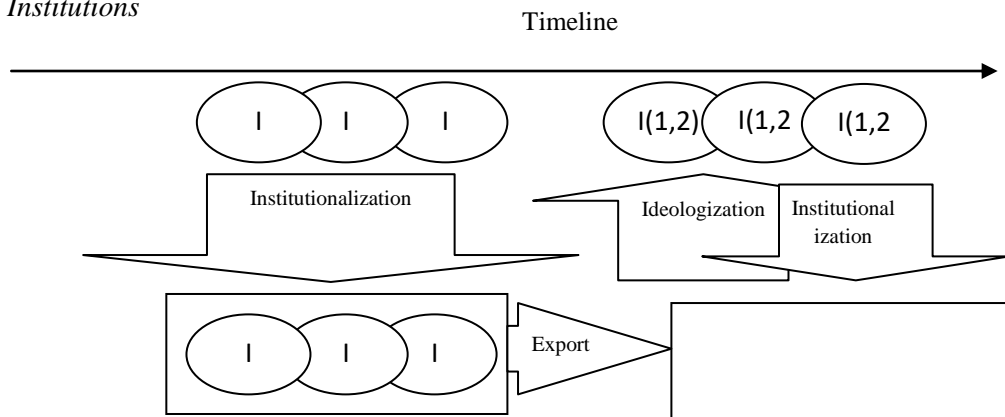 Institutions
Timeline
I I I I(1,2) I(1,2 I(1,2
Institutionalization
Ideologization
Institutional
ization
I I I
Export